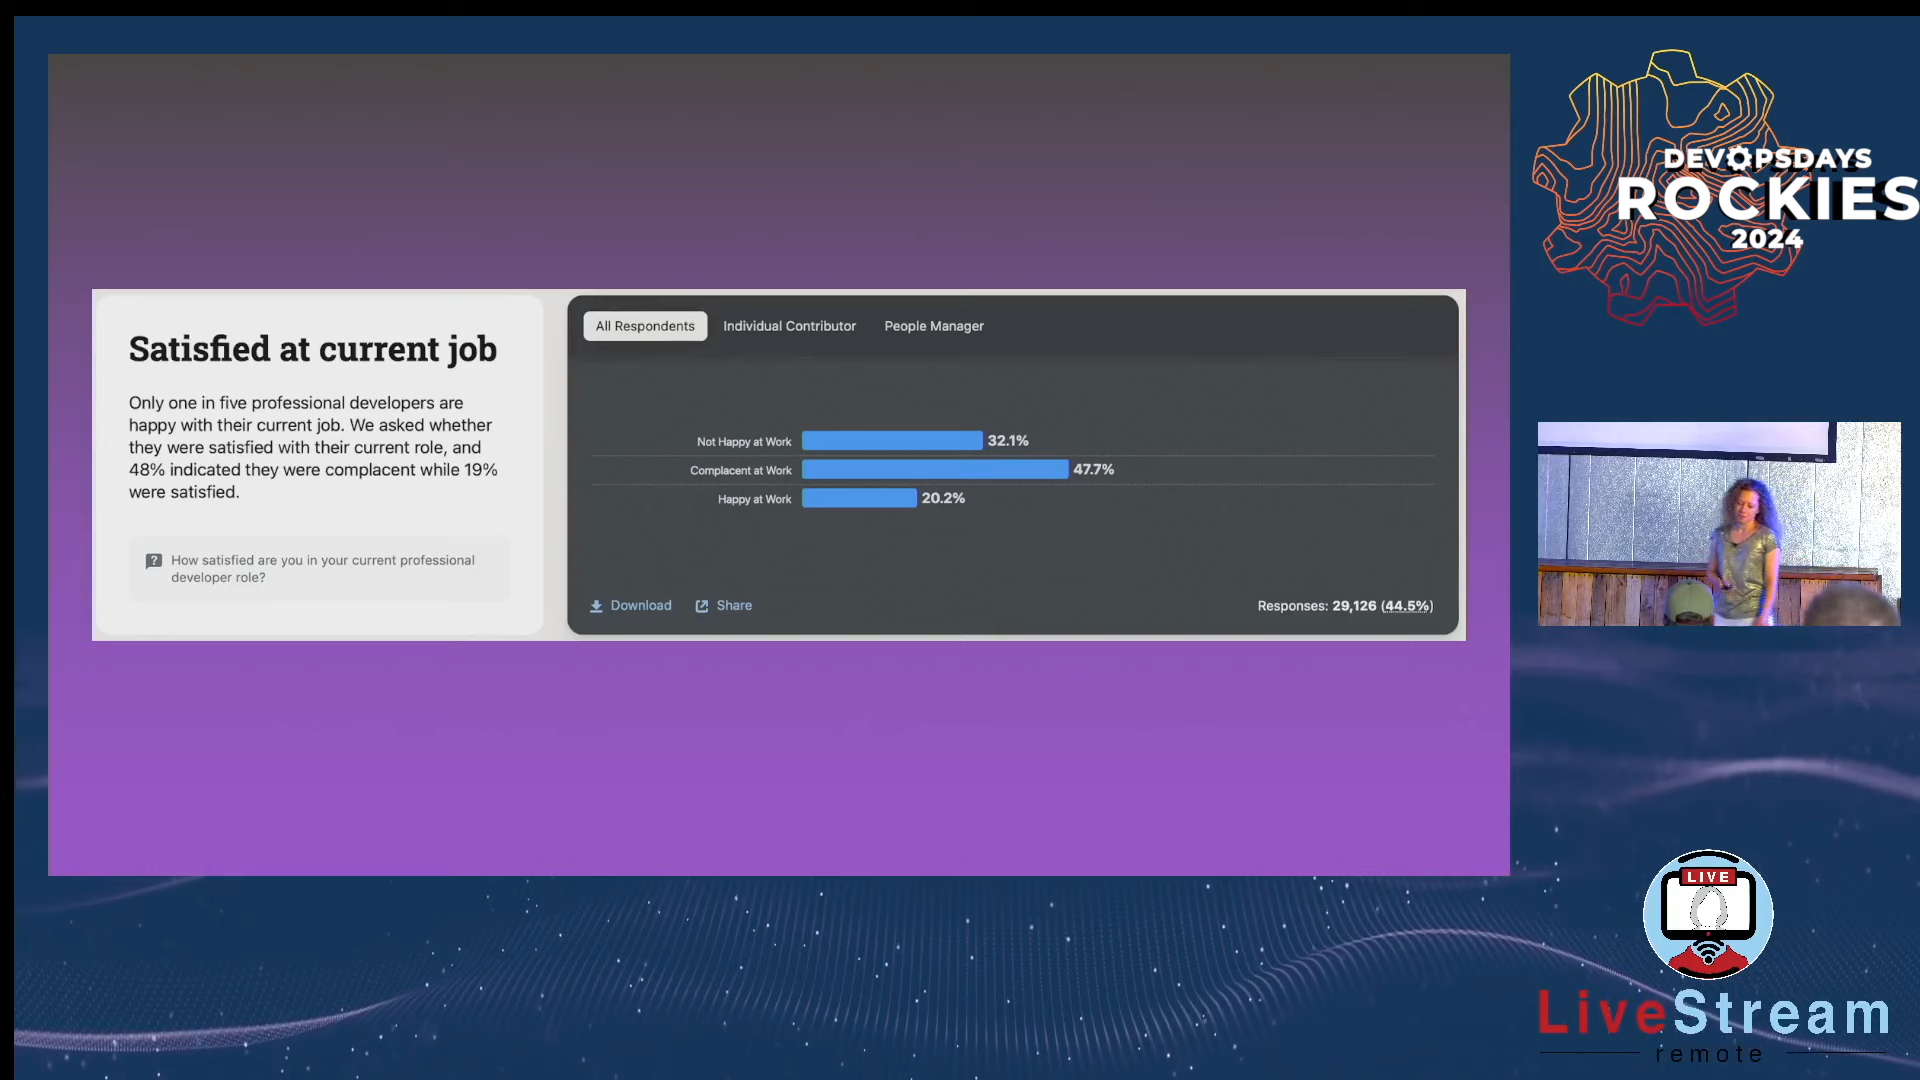 Satisfied at current job
Only one in five professional developers are
happy with their current job. We asked whether
they were satisfied with their current role, and
48% indicated they were complacent while 19%
were satisfied.
? How satisfied are you in your current professional
developer role?
All Respondents Individual Contributor People Manager
Not Happy at Work 32.1%
Complacent at Work 47.7%
Happy at Work 20.2%
Download Share Responses: 29,126 (44.5%)
DEVOPSDAYS
ROCKIES
2024
LIVE
LiveStream
remote